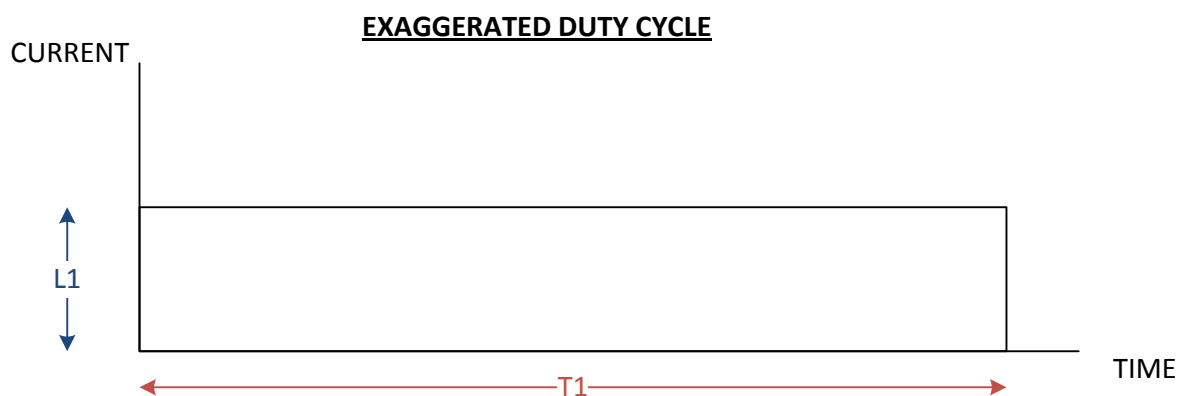 EXAGGERATED DUTY CYCLE
CURRENT
L1
TIME
T1